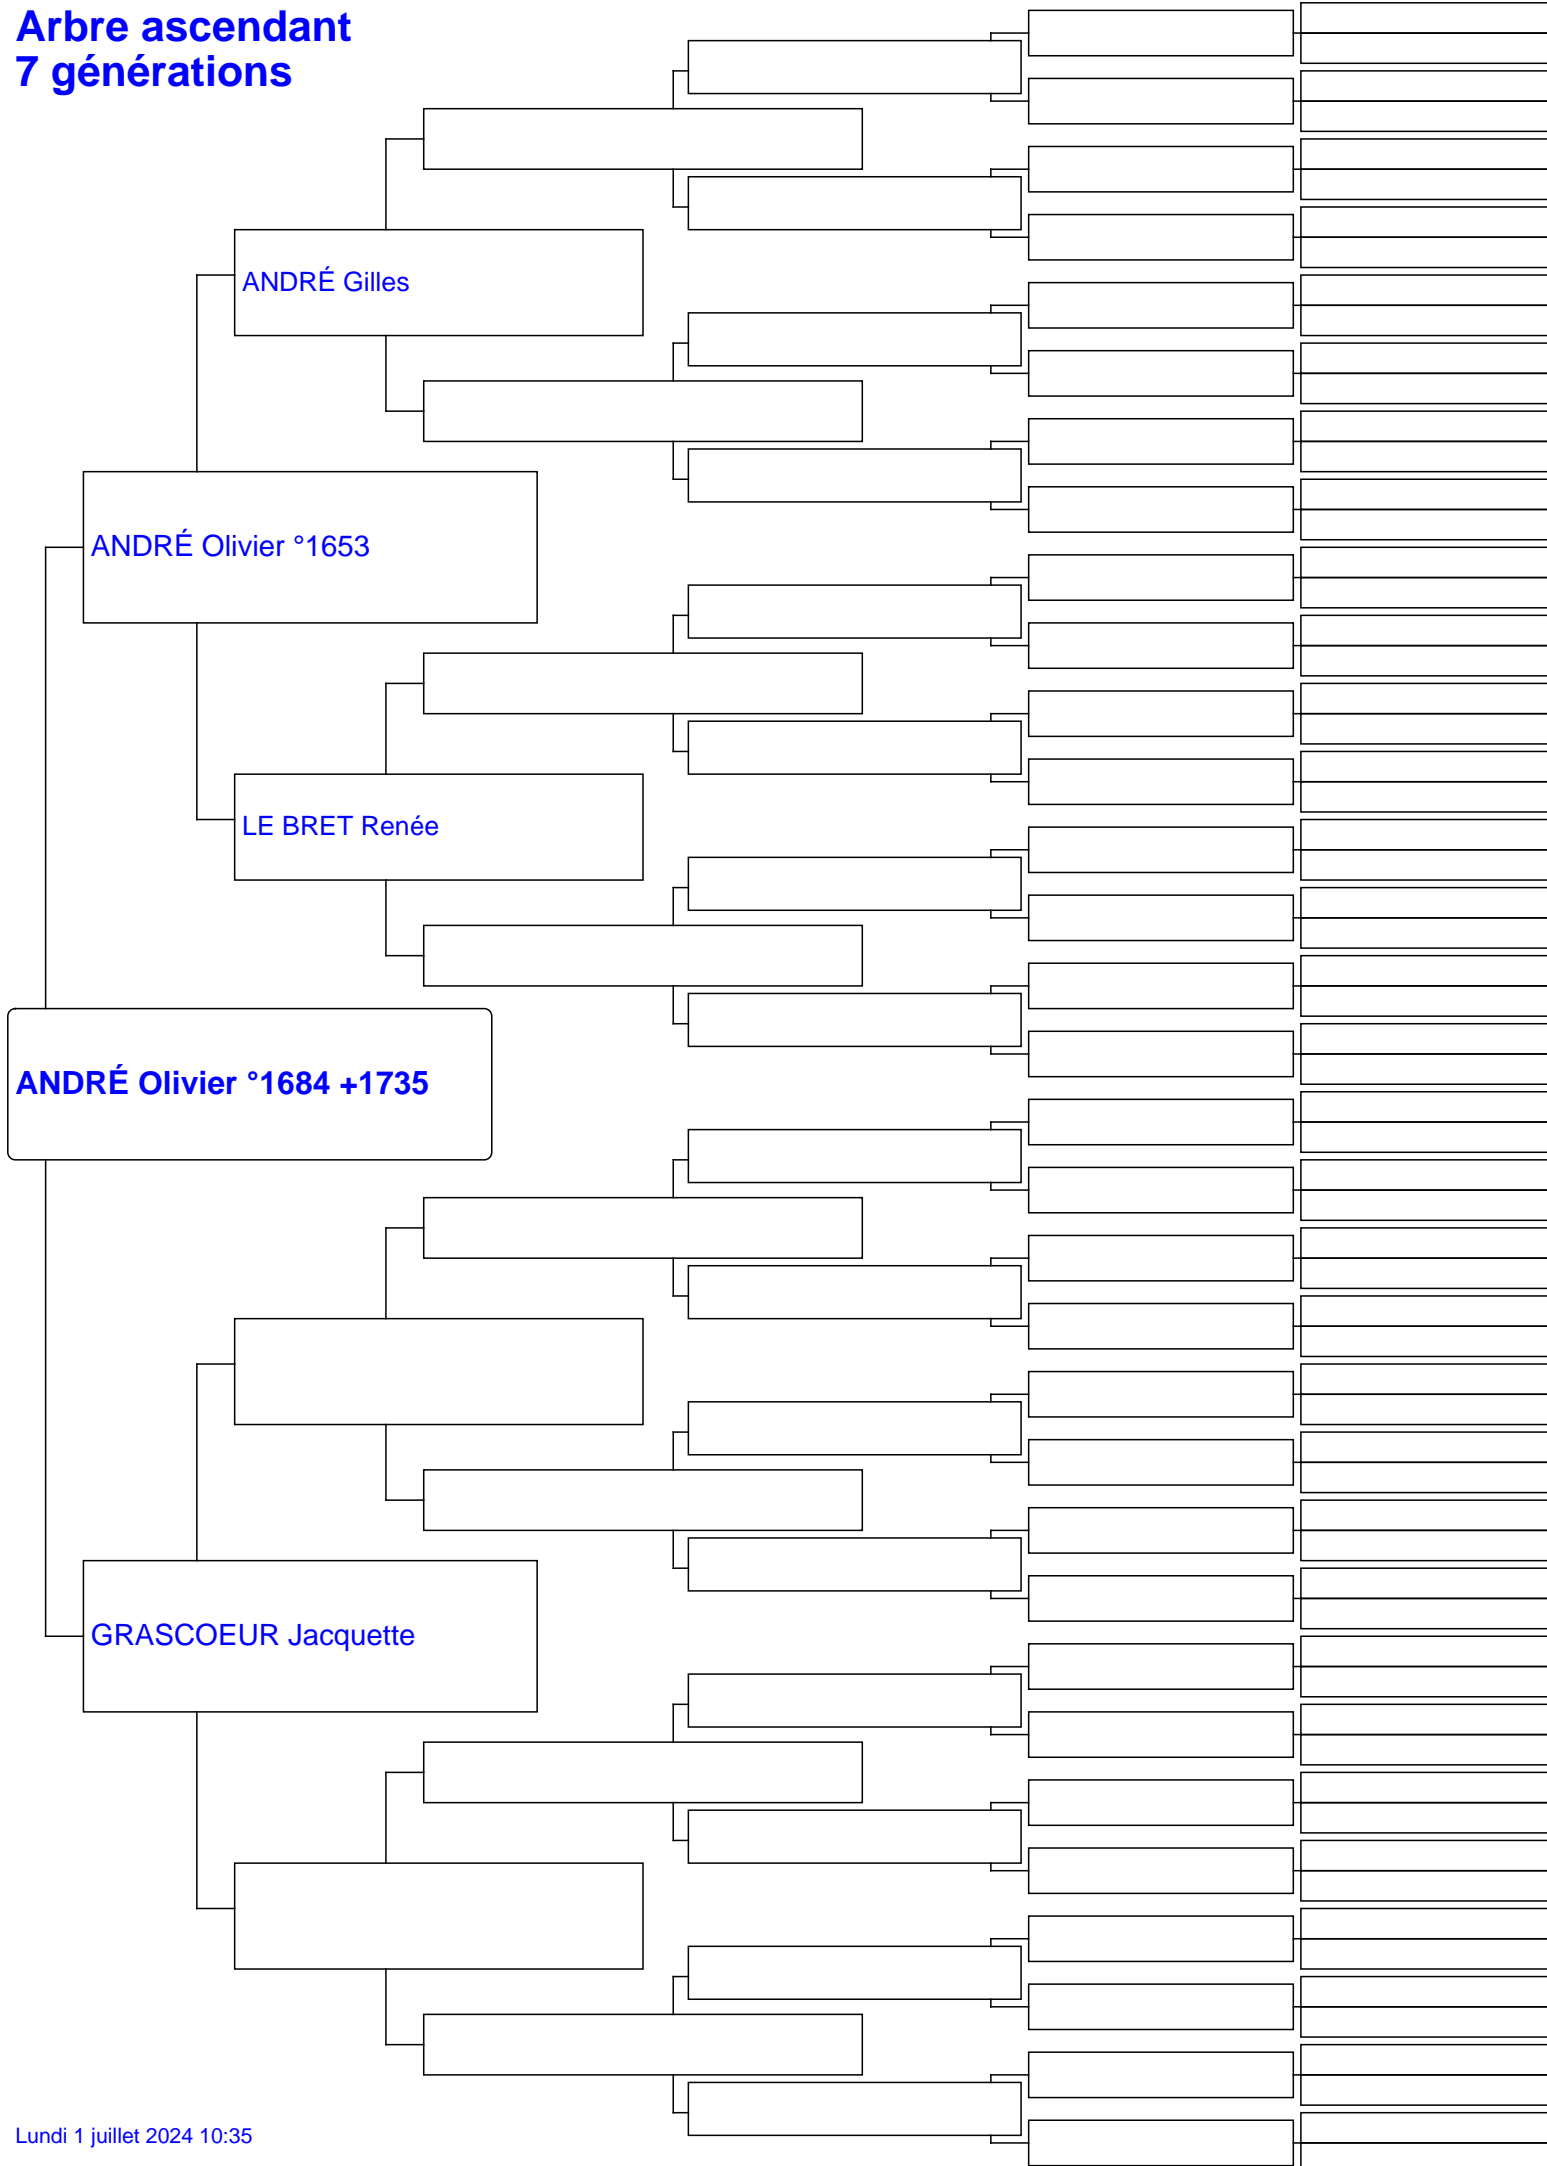 Arbre ascendant
7 générations
ANDRÉ Gilles
ANDRÉ Olivier °1653
LE BRET Renée
ANDRÉ Olivier °1684 +1735
GRASCOEUR Jacquette
Lundi 1 juillet 2024 10:35